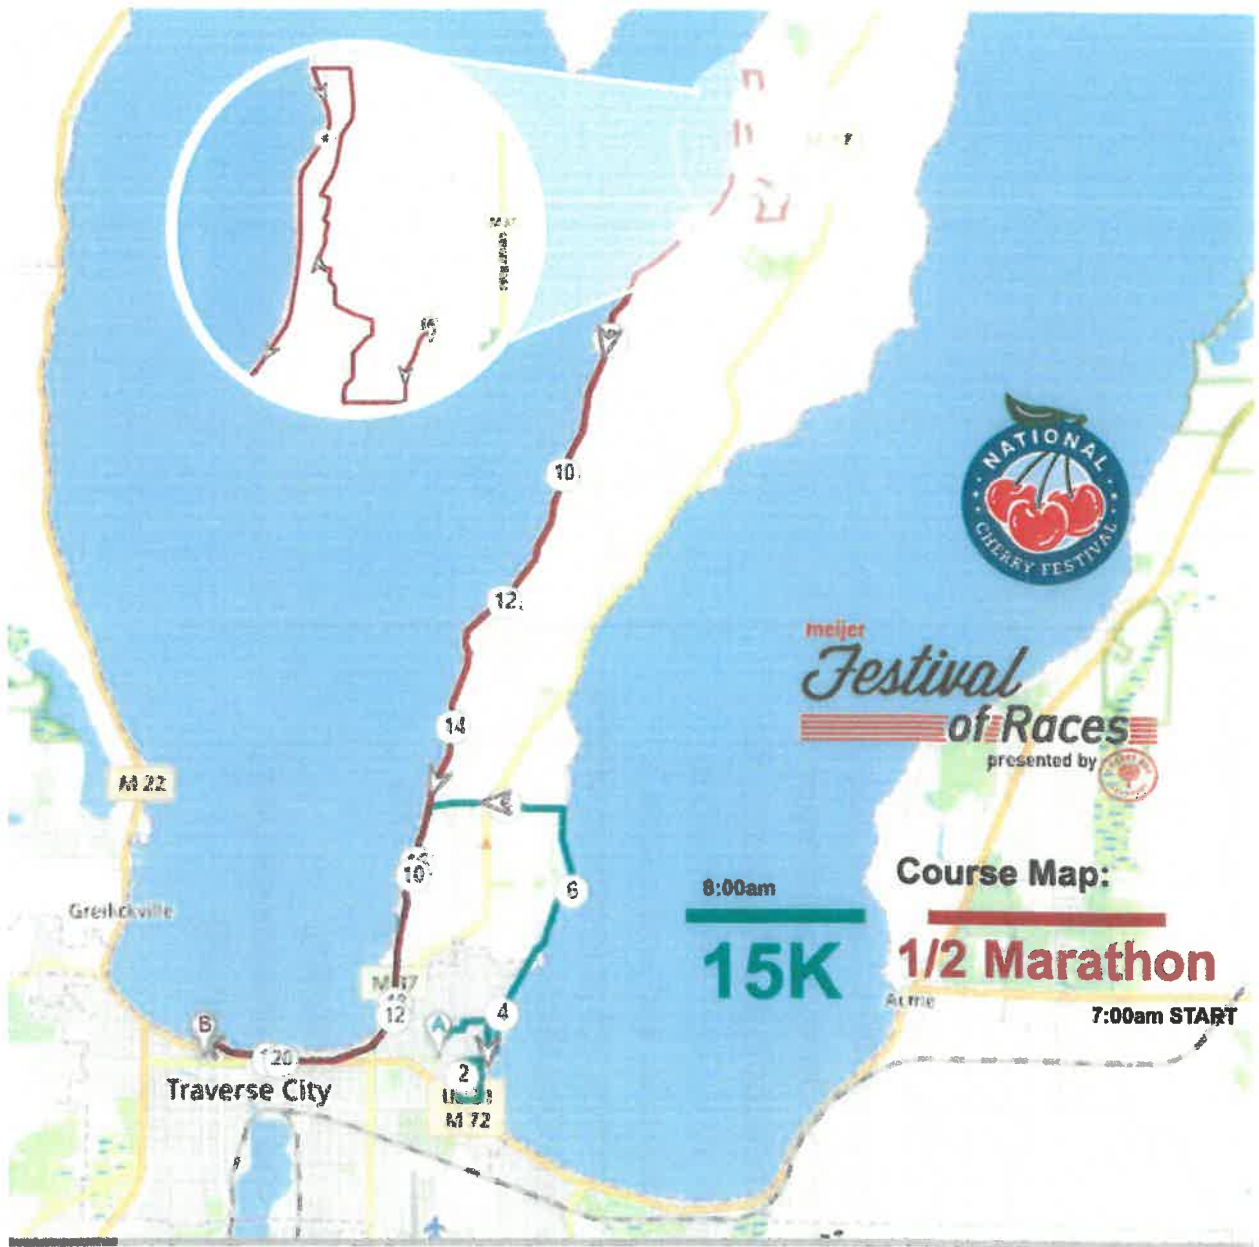 NATIONAL
CHERRY FESTIVAL
meijer
Festival
of Races
presented by
10
12
14
M 22
6
10
Course Map:
8:00am
15K
1/2 Marathon
7:00am START
Acme
4
12
A
B
20
2
Traverse City
M 72